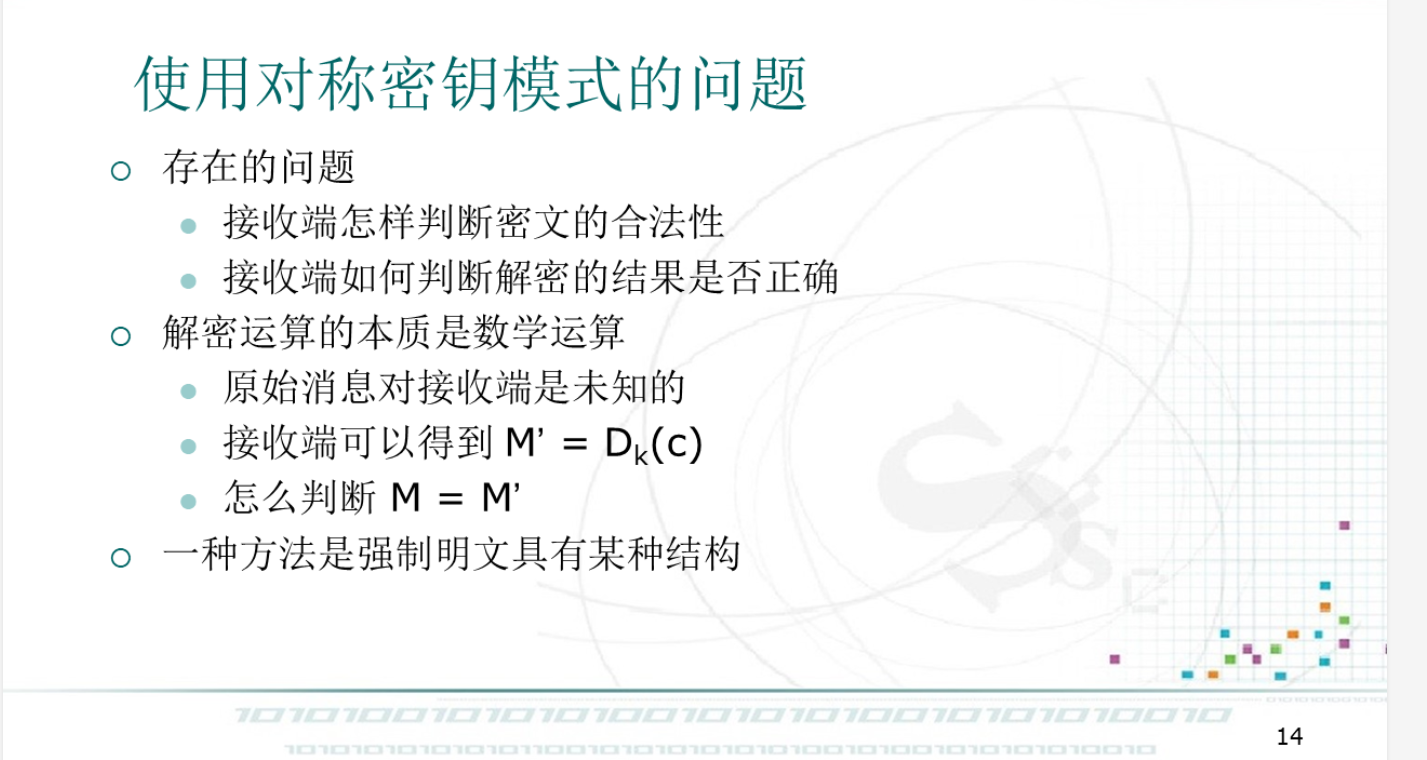 使用对称密钥模式的问题
存在的问题
接收端怎样判断密文的合法性
接收端如何判断解密的结果是否正确
解密运算的本质是数学运算
原始消息对接收端是未知的
接收端可以得到 M’ = Dk(c)
怎么判断 M = M’
一种方法是强制明文具有某种结构
14